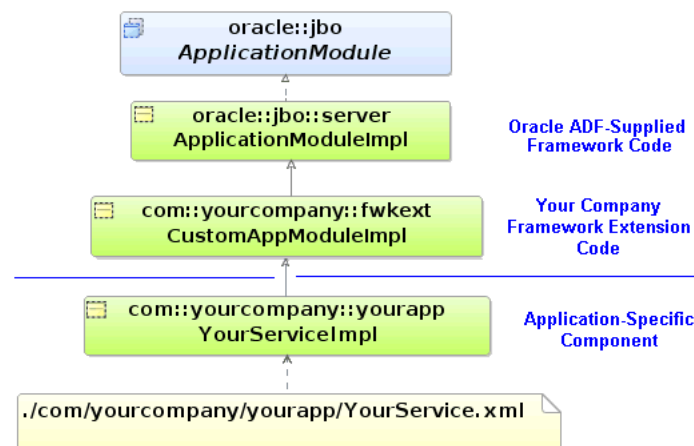 oracle::jbo
ApplicationModule
oracle::jbo::server
ApplicationModuleImpl
Oracle ADF-Supplied
Framework Code
com::yourcompany::fwkext
CustomAppModuleImpl
Your Company
Framework Extension
Code
com::yourcompany::yourapp
YourServiceImpl
Application-Specific
Component
./com/yourcompany/yourapp/YourService.xml